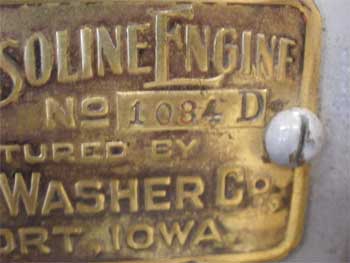 SOLINE ENGINE
No 1084 D
TURED BY
WASHER Co.
ORT, IOWA